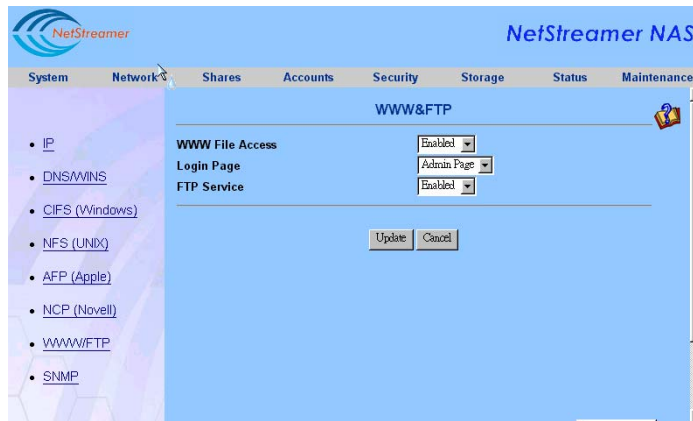 NetStreamer
NetStreamer NAS
System Network Shares Accounts Security Storage Status Maintenance
WWW&FTP
IP
DNS/WINS
CIFS (Windows)
NFS (UNIX)
AFP (Apple)
NCP (Novell)
WWW/FTP
SNMP
WWW File Access Enabled
Login Page Admin Page
FTP Service Enabled
Update Cancel